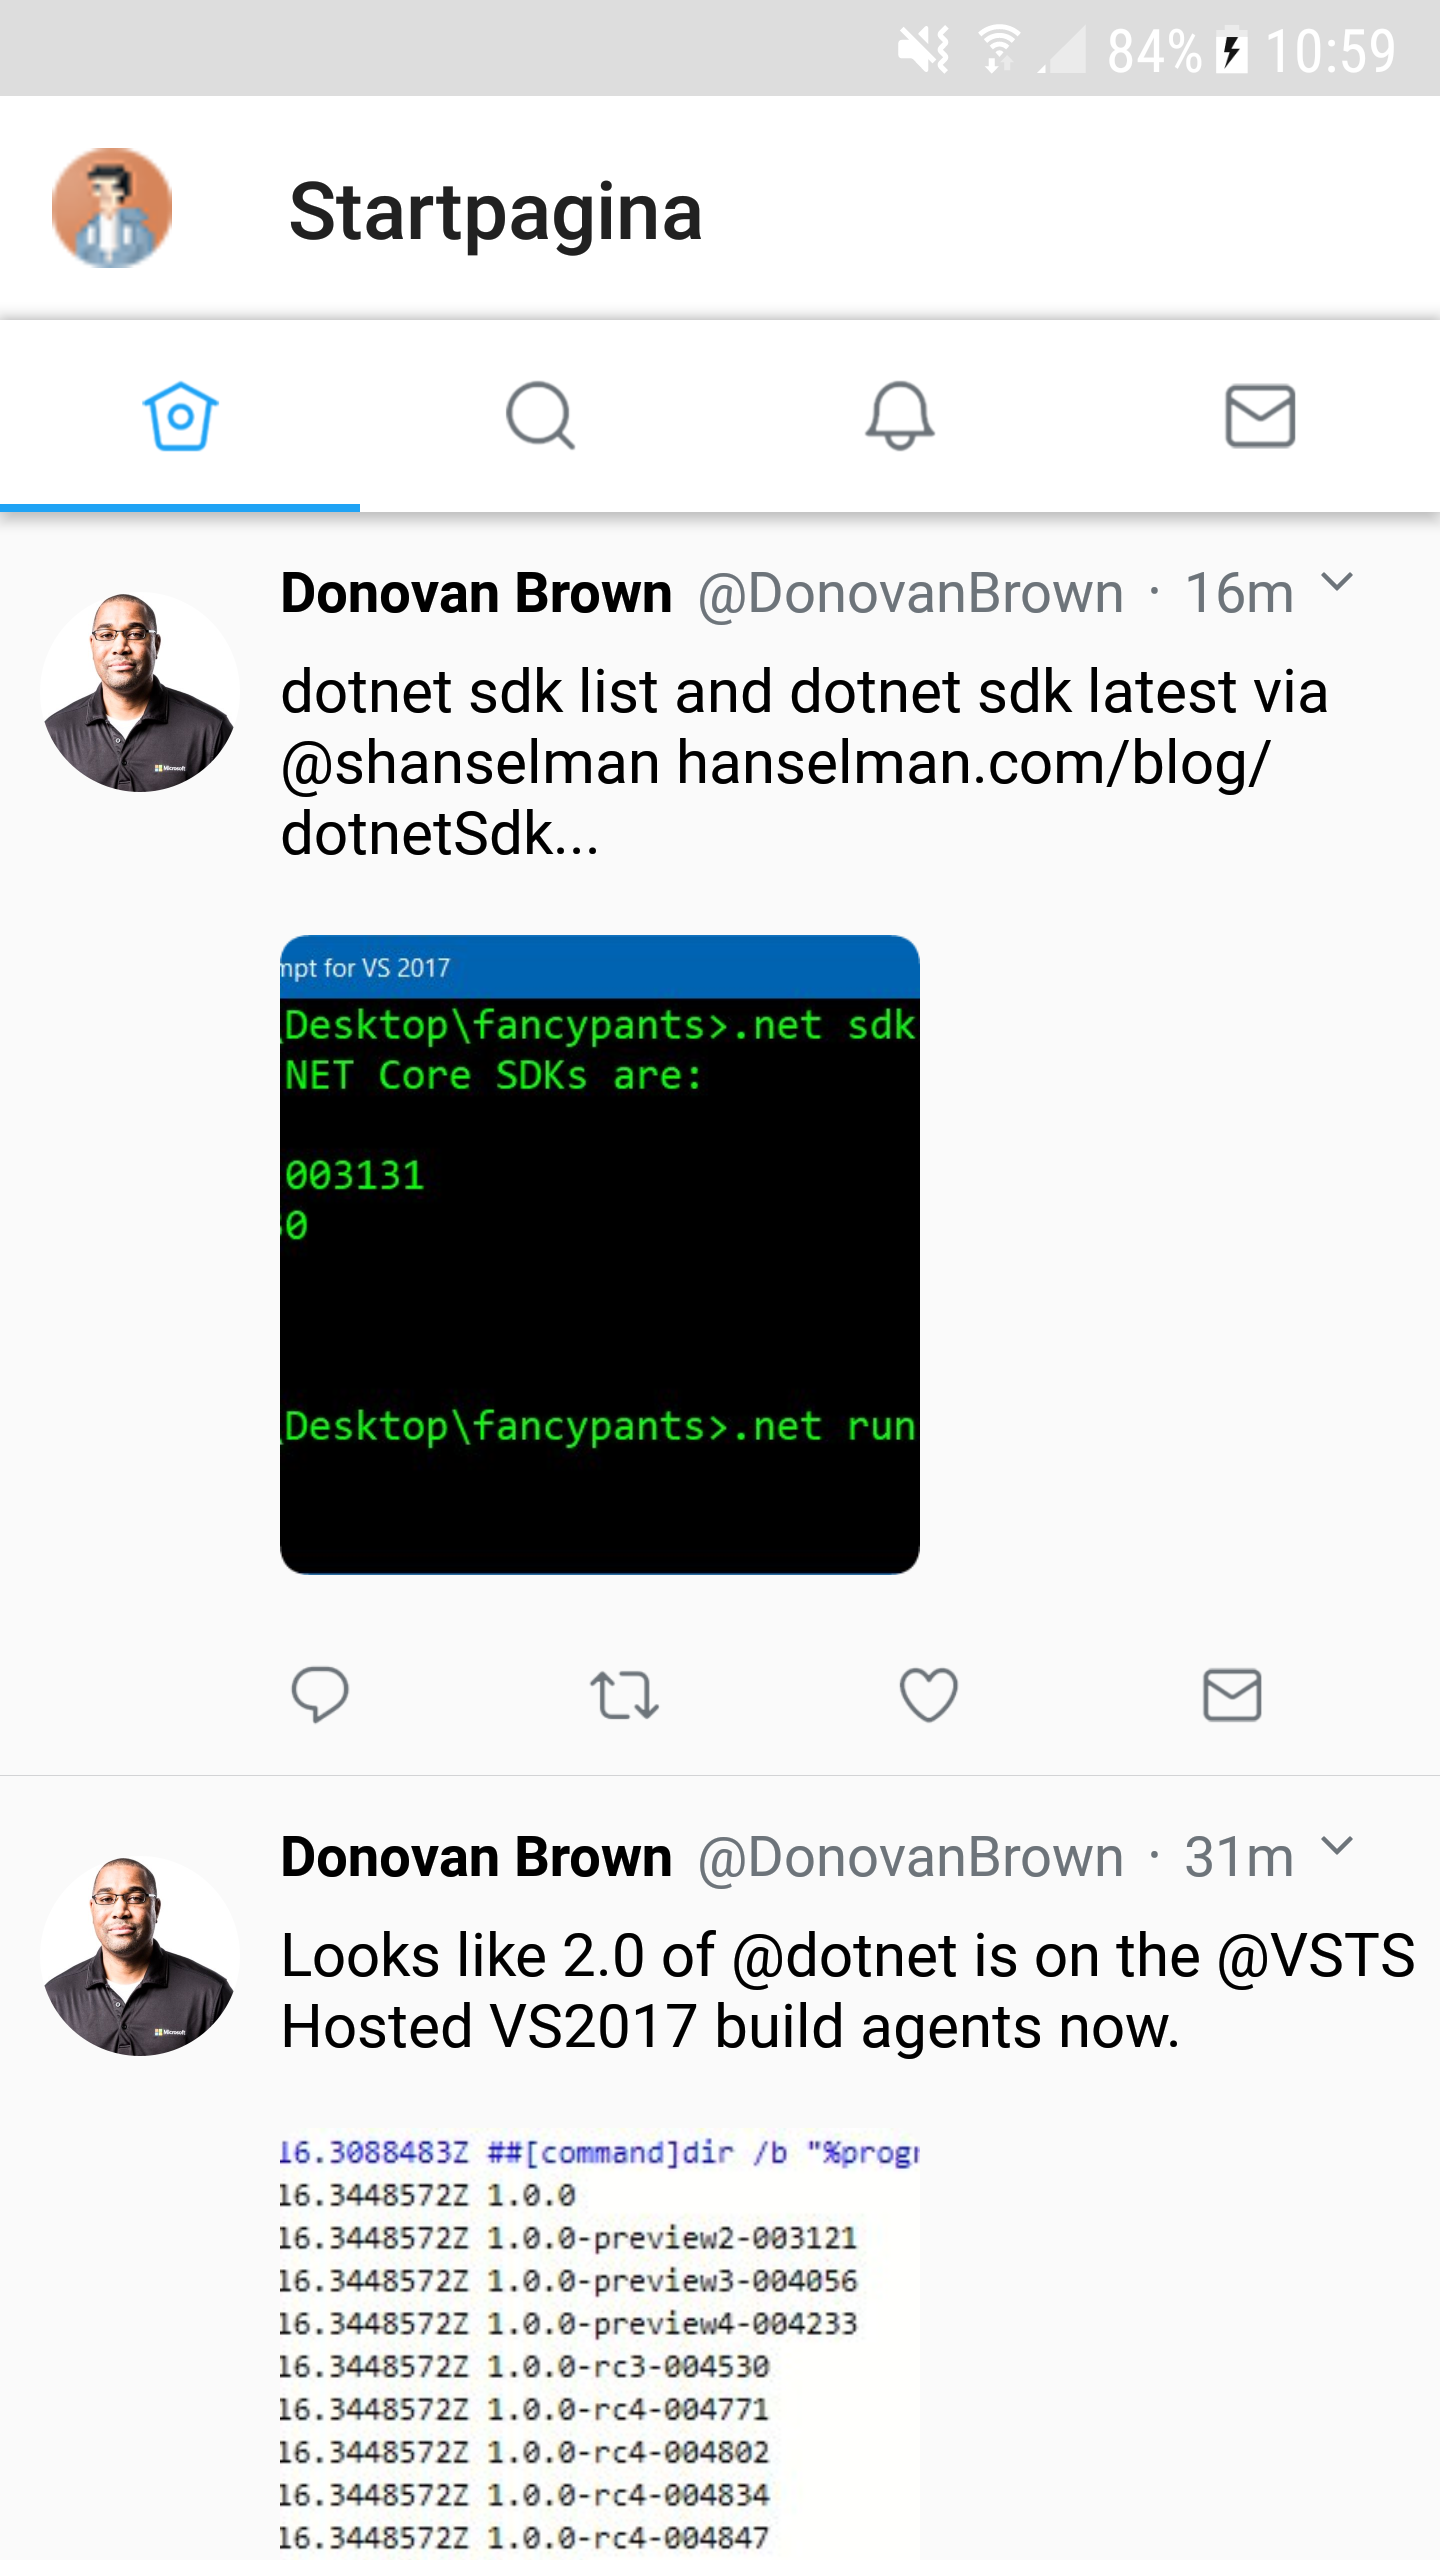 84% 10:59
Startpagina
Donovan Brown @DonovanBrown · 16m
dotnet sdk list and dotnet sdk latest via
@shanselman hanselman.com/blog/
dotnetSdk...
mpt for VS 2017
\Desktop\fancypants>.net sdk
NET Core SDKs are:
003131
0
\Desktop\fancypants>.net run
Donovan Brown @DonovanBrown · 31m
Looks like 2.0 of @dotnet is on the @VSTS
Hosted VS2017 build agents now.
16.3088483Z ##[command]dir /b "%progr
16.3448572Z 1.0.0
16.3448572Z 1.0.0-preview2-003121
16.3448572Z 1.0.0-preview3-004056
16.3448572Z 1.0.0-preview4-004233
16.3448572Z 1.0.0-rc3-004530
16.3448572Z 1.0.0-rc4-004771
16.3448572Z 1.0.0-rc4-004802
16.3448572Z 1.0.0-rc4-004834
16.3448572Z 1.0.0-rc4-004847